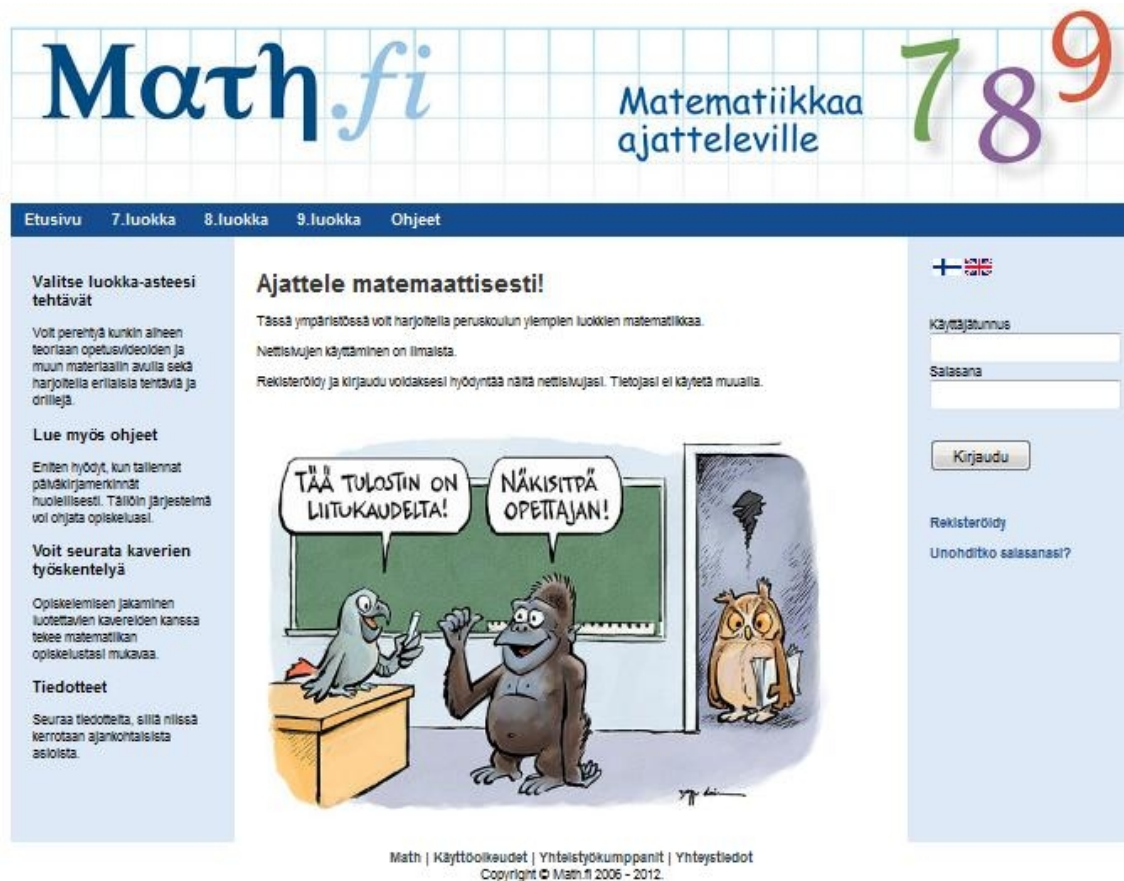 Math.fi
Matematiikkaa
ajatteleville
789
Etusivu 7.luokka 8.luokka 9.luokka Ohjeet
Valitse luokka-asteesi
tehtävät
Voit perehtyä kunkin aiheen
teoriaan opetusvideoiden ja
muun materiaalin avulla sekä
harjoitella erilaisia tehtäviä ja
drillejä.
Lue myös ohjeet
Eniten hyödyt, kun tallennat
päiväkirjamerkinnät
huolellisesti. Tällöin järjestelmä
voi ohjata opiskeluasi.
Voit seurata kaverien
työskentelyä
Opiskelemisen jakaminen
luotettavien kavereiden kanssa
tekee matematiikan
opiskelustasi mukavaa.
Tiedotteet
Seuraa tiedotteita, sillä niissä
kerrotaan ajankohtaisista
asioista.
Ajattele matemaattisesti!
Tässä ympäristössä voit harjoitella peruskoulun ylempien luokkien matematiikkaa.
Nettisivujen käyttäminen on ilmaista.
Rekisteröidy ja kirjaudu voidaksesi hyödyntää näitä nettisivujasi. Tietojasi ei käytetä muualla.
TÄÄ TULOSTIN ON
LIITUKAUDELTA!
NÄKISITPÄ
OPETTAJAN!
Käyttäjätunnus
Salasana
Kirjaudu
Rekisteröidy
Unohditko salasanasi?
Math | Käyttöoikeudet | Yhteistyökumppanit | Yhteystiedot
Copyright © Math.fi 2006 - 2012.